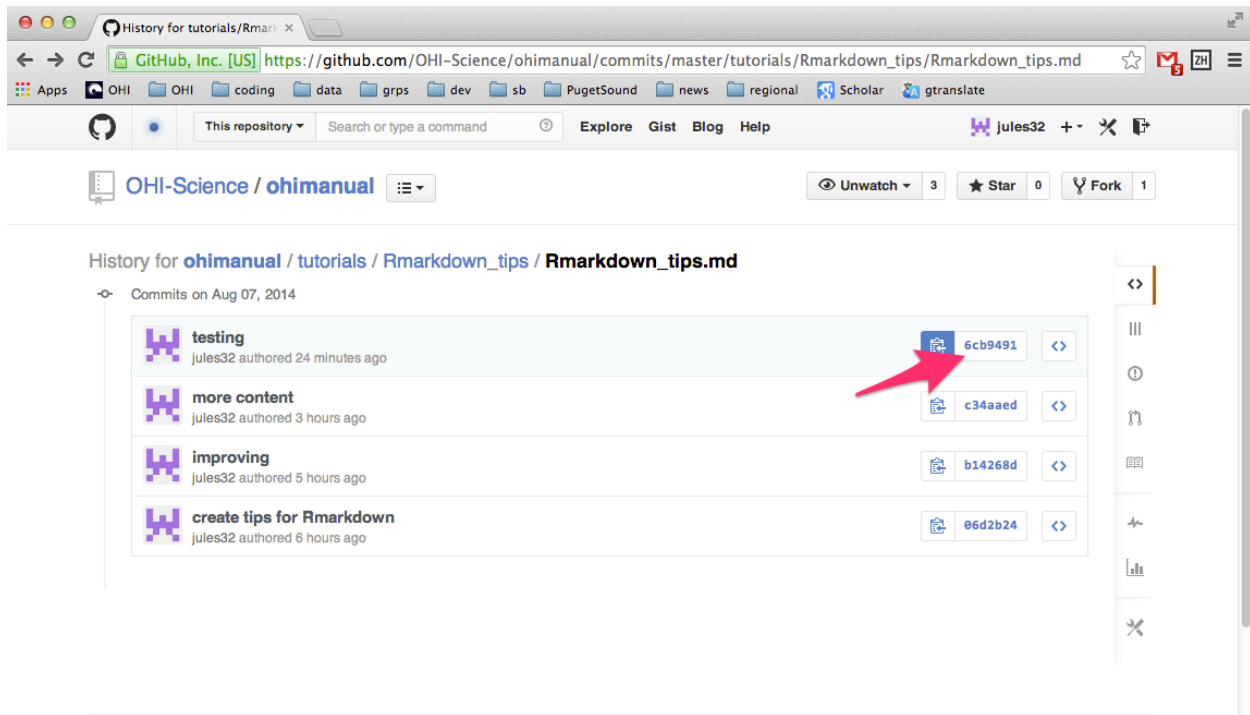 History for tutorials/Rmark
GitHub, Inc. [US] https://github.com/OHI-Science/ohimanual/commits/master/tutorials/Rmarkdown_tips/Rmarkdown_tips.md
5 ZH
Apps OHI OHI coding data grps dev sb PugetSound news regional Scholar gtranslate
This repository Search or type a command Explore Gist Blog Help jules32
OHI-Science / ohimanual Unwatch 3 Star 0 Fork 1
History for ohimanual / tutorials / Rmarkdown_tips / Rmarkdown_tips.md
Commits on Aug 07, 2014
testing
jules32 authored 24 minutes ago
6cb9491
more content
jules32 authored 3 hours ago
c34aaed
improving
jules32 authored 5 hours ago
b14268d
create tips for Rmarkdown
jules32 authored 6 hours ago
06d2b24